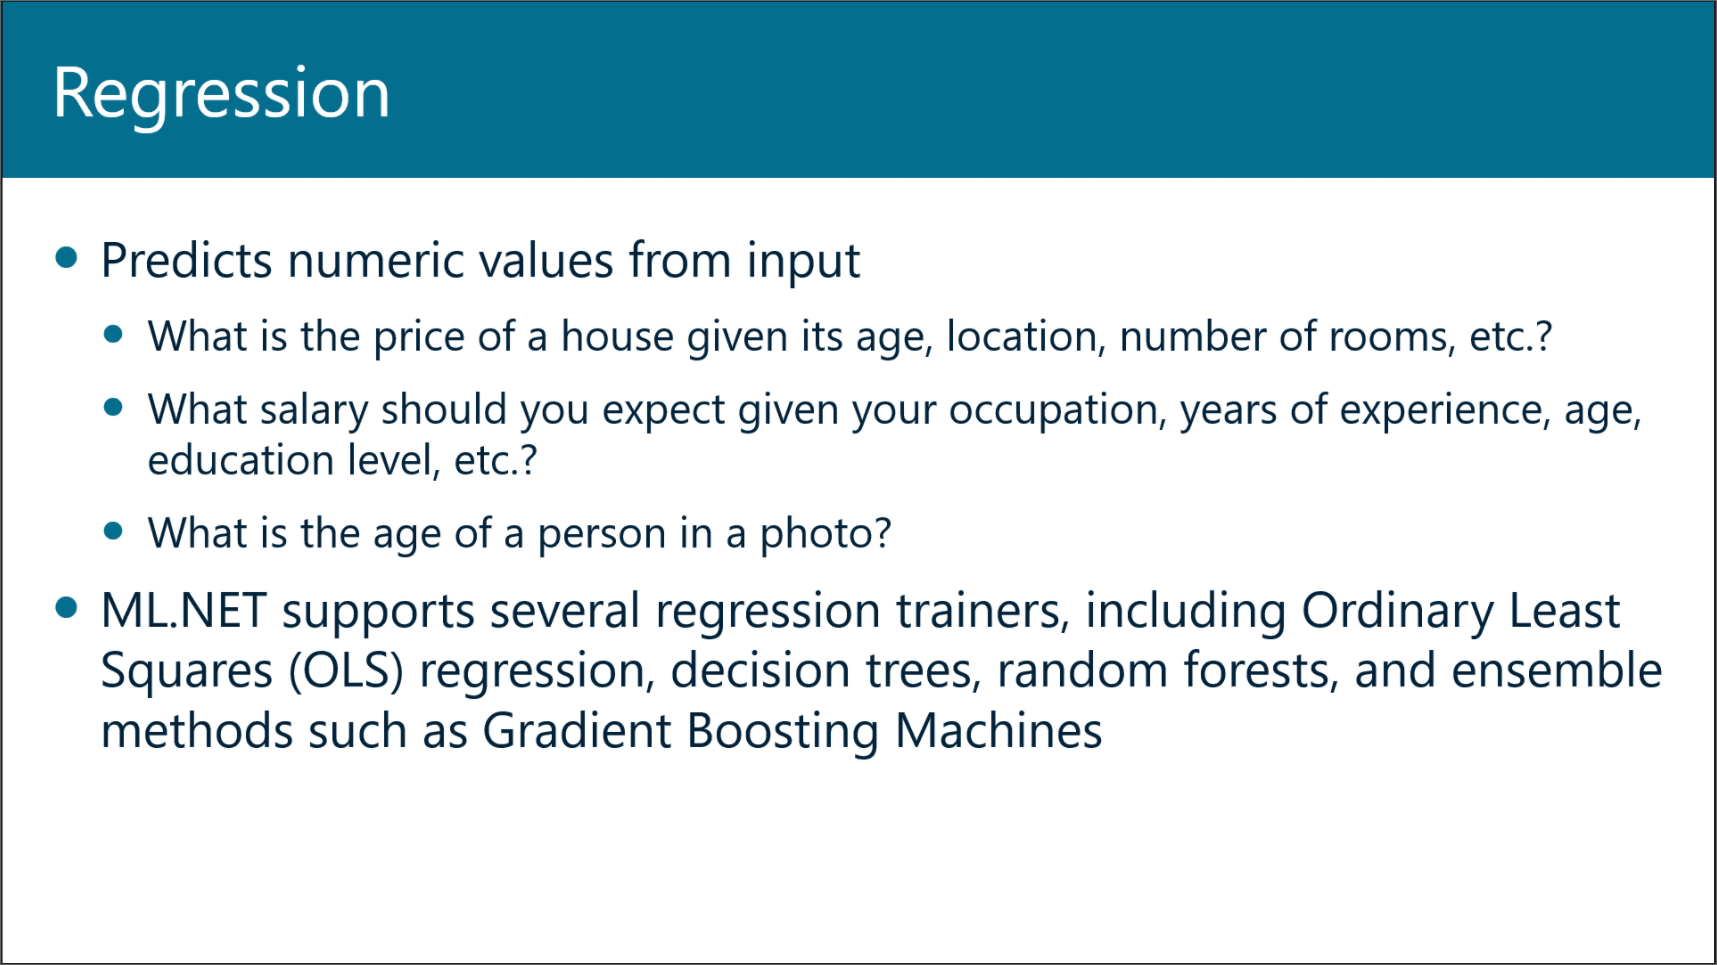 Regression
Predicts numeric values from input
What is the price of a house given its age, location, number of rooms, etc.?
What salary should you expect given your occupation, years of experience, age,
education level, etc.?
What is the age of a person in a photo?
ML.NET supports several regression trainers, including Ordinary Least
Squares (OLS) regression, decision trees, random forests, and ensemble
methods such as Gradient Boosting Machines